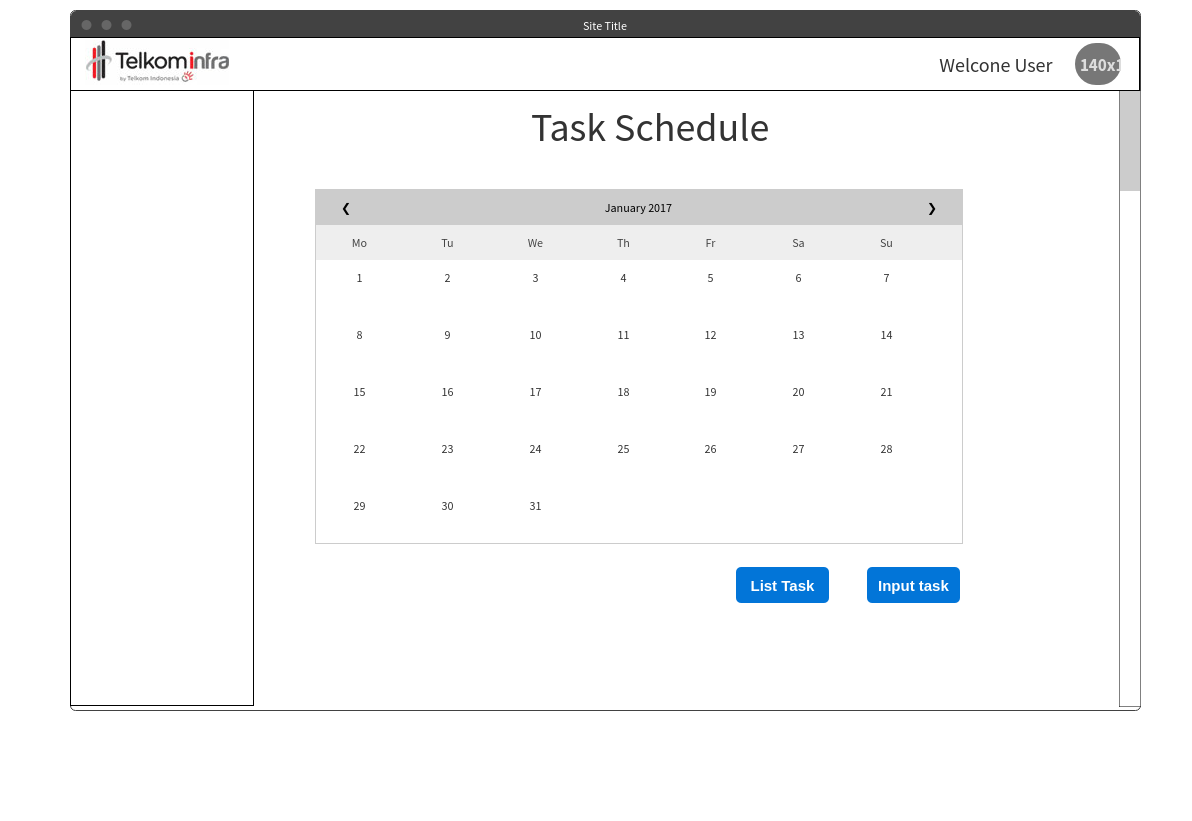 Site Title
Telkominfra
by Telkom Indonesia
Welcone User
140x1
Task Schedule
❮ January 2017 ❯
Mo Tu We Th Fr Sa Su
1 2 3 4 5 6 7
8 9 10 11 12 13 14
15 16 17 18 19 20 21
22 23 24 25 26 27 28
29 30 31
List Task Input task